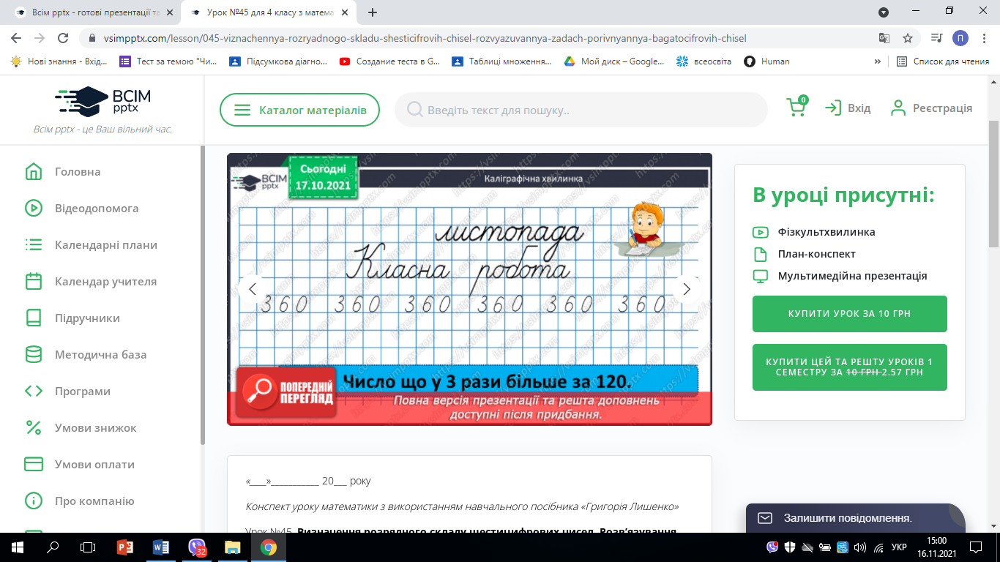 Всім pptx - готові презентації та
Урок №45 для 4 класу з матема
vsimpptx.com/lesson/045-viznachennya-rozryadnogo-skladu-shesticifrovih-chisel-rozvyazuvannya-zadach-porivnyannya-bagatocifrovih-chisel
П
Нові знання - Вхід...
Тест за темою "Чи...
Підсумкова діагно...
Создание теста в G...
Таблиці множення...
Мой диск – Google...
всеосвіта
Human
»
Список для чтения
ВСІМ
pptx
Всім pptx - це Ваш вільний час.
Каталог матеріалів
Введіть текст для пошуку..
0
Вхід
Реєстрація
Головна
Відеодопомога
Календарні плани
Календар учителя
Підручники
Методична база
Програми
Умови знижок
Умови оплати
Про компанію
ВСІМ
pptx
Сьогодні
17.10.2021
Каліграфічна хвилинка
листопада
Класна робота
360 360 360 360 360 360
Число що у 3 рази більше за 120.
ПОПЕРЕДНІЙ
ПЕРЕГЛЯД
Повна версія презентації та решта доповнень
доступні після придбання.
В уроці присутні:
Фізкультхвилинка
План-конспект
Мультимедійна презентація
КУПИТИ УРОК ЗА 10 ГРН
КУПИТИ ЦЕЙ ТА РЕШТУ УРОКІВ 1
СЕМЕСТРУ ЗА 10 ГРН 2.57 ГРН
«___»__________ 20___ року
Конспект уроку математики з використанням навчального посібника «Григорія Лишенко»
Урок №45. Визначення розрядного складу шестицифрових чисел. Розв’язування
Залишити повідомлення.
32
УКР
15:00
16.11.2021